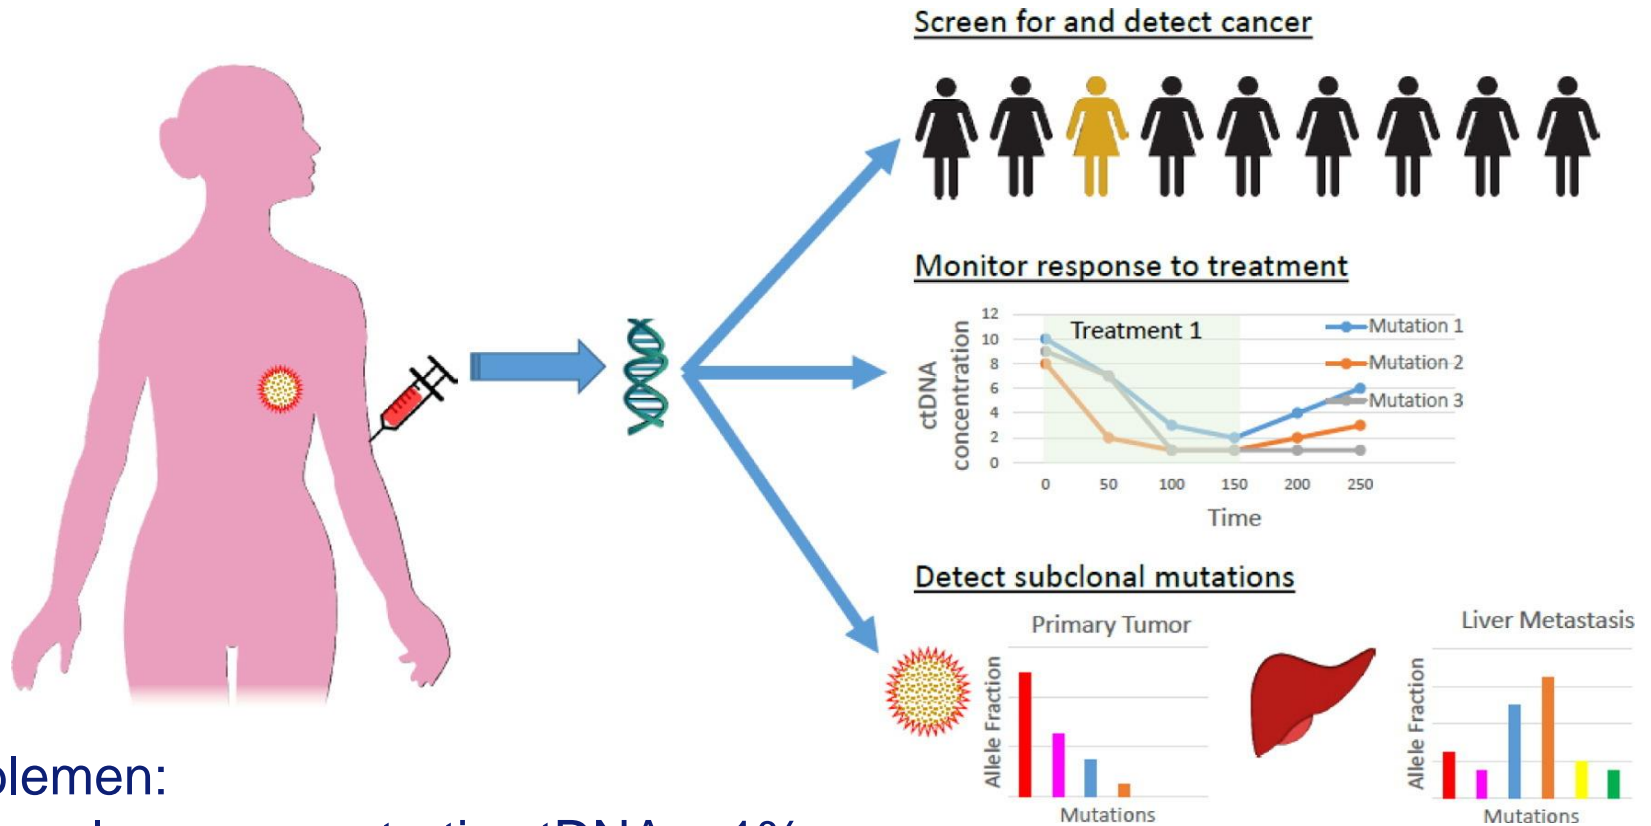 Screen for and detect cancer
Monitor response to treatment
12
10
8
6
4
2
0
ctDNA
concentration
Treatment 1
Mutation 1
Mutation 2
Mutation 3
0 50 100 150 200 250
Time
Detect subclonal mutations
Primary Tumor
Allele Fraction
Mutations
Liver Metastasis
Allele Fraction
Mutations
blemen: